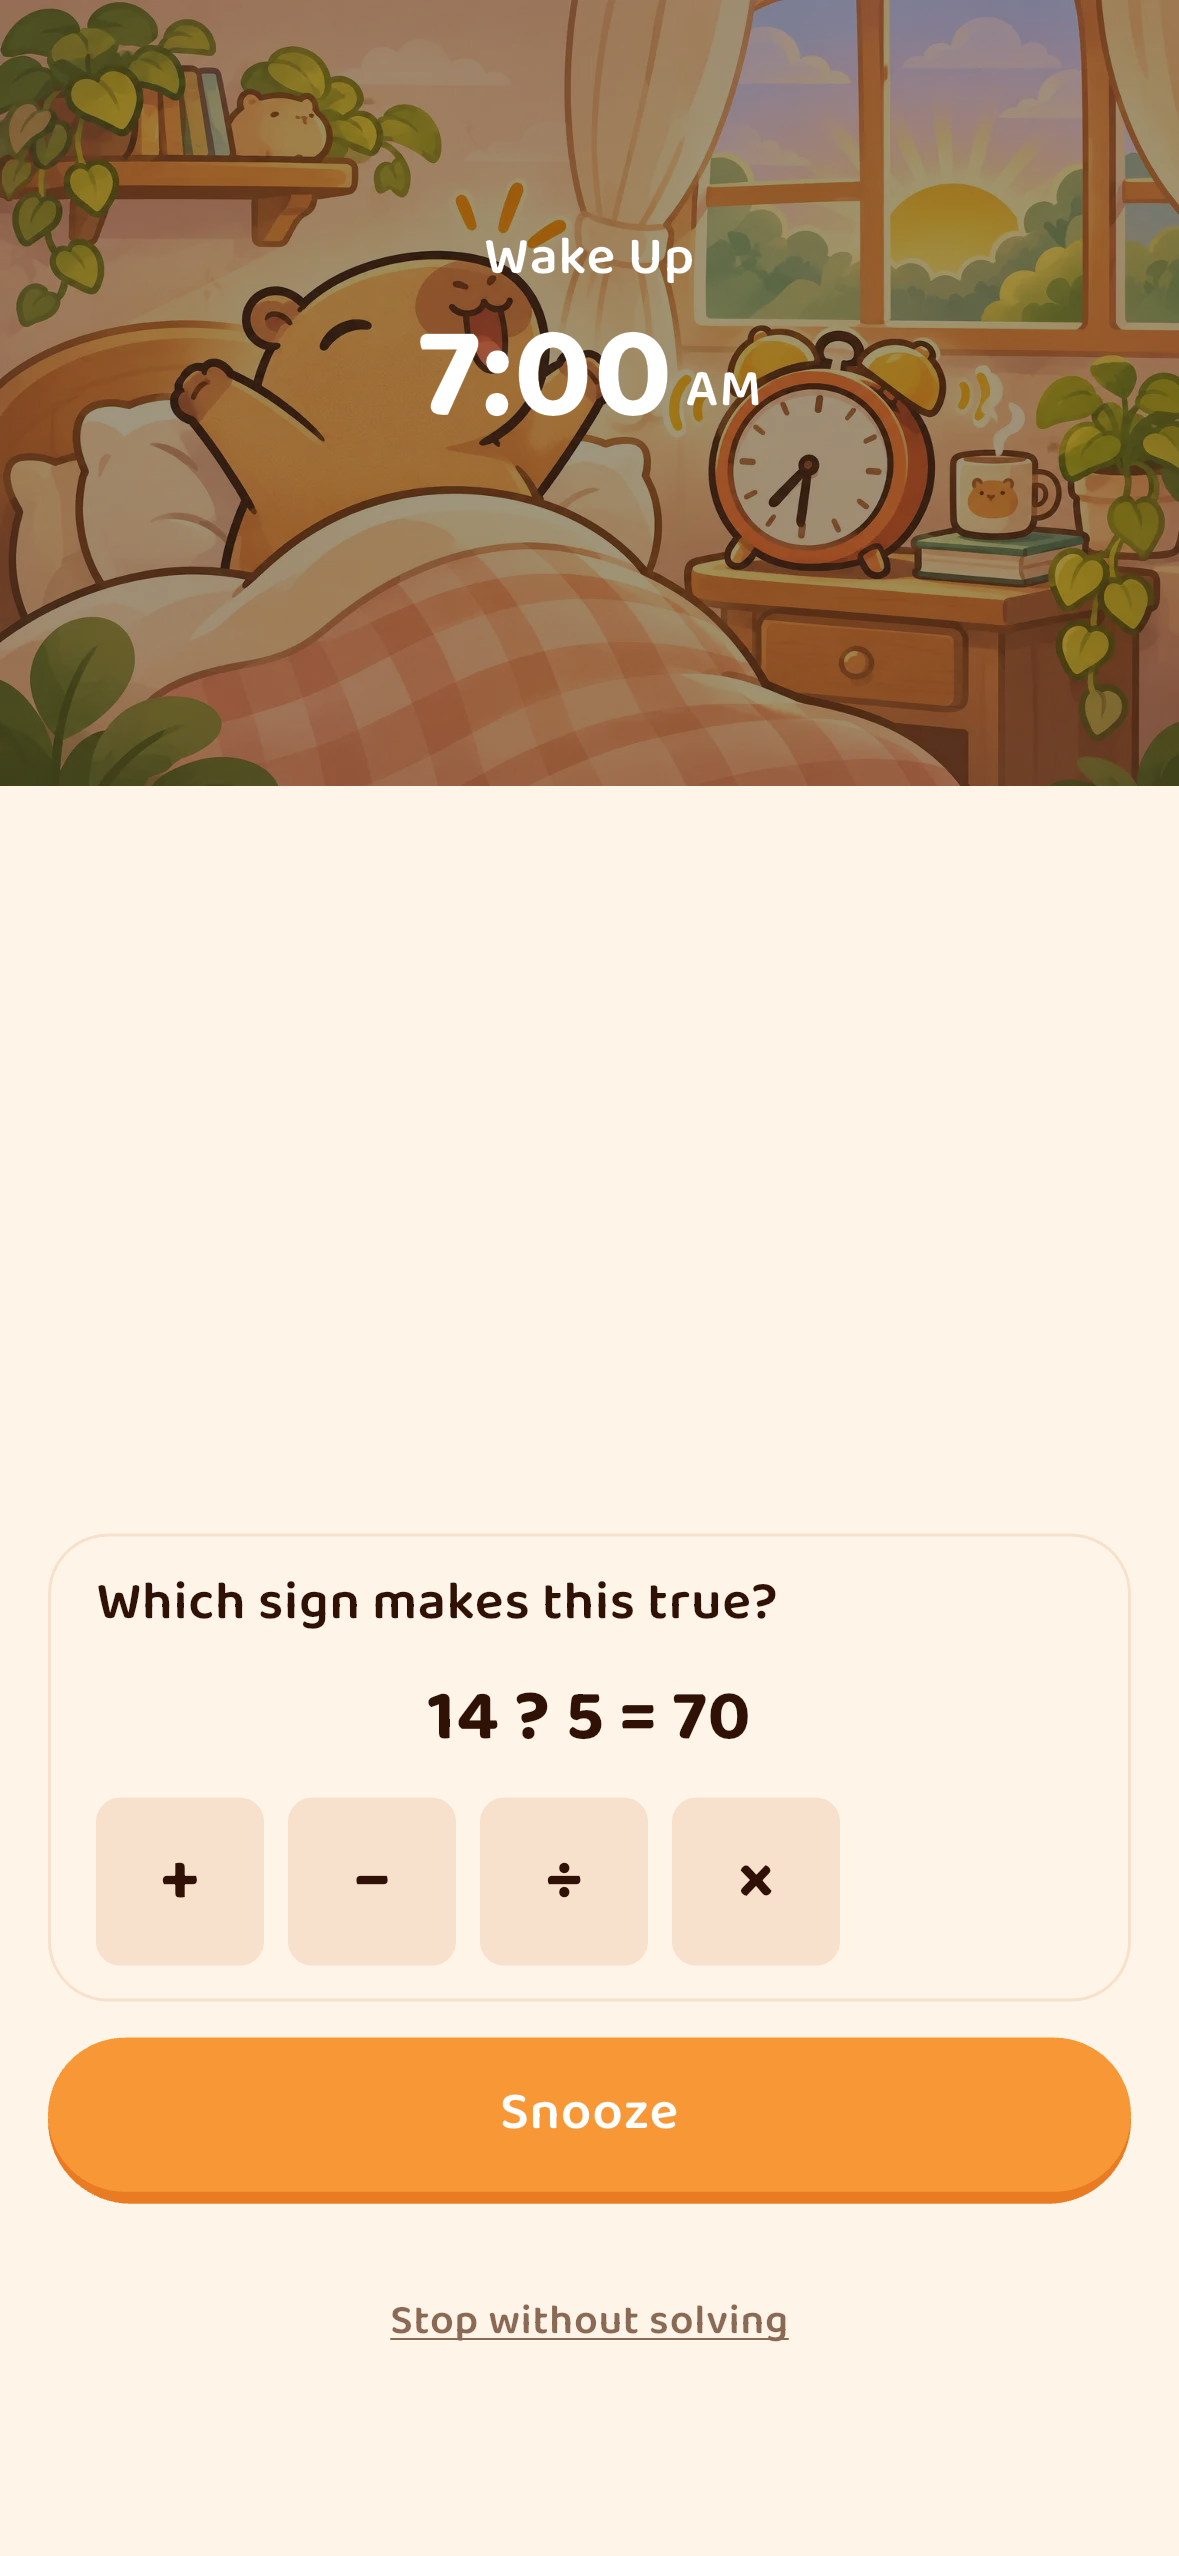 Wake Up
7:00 AM
Which sign makes this true?
14 ? 5 = 70
+ − ÷ ×
Snooze
Stop without solving